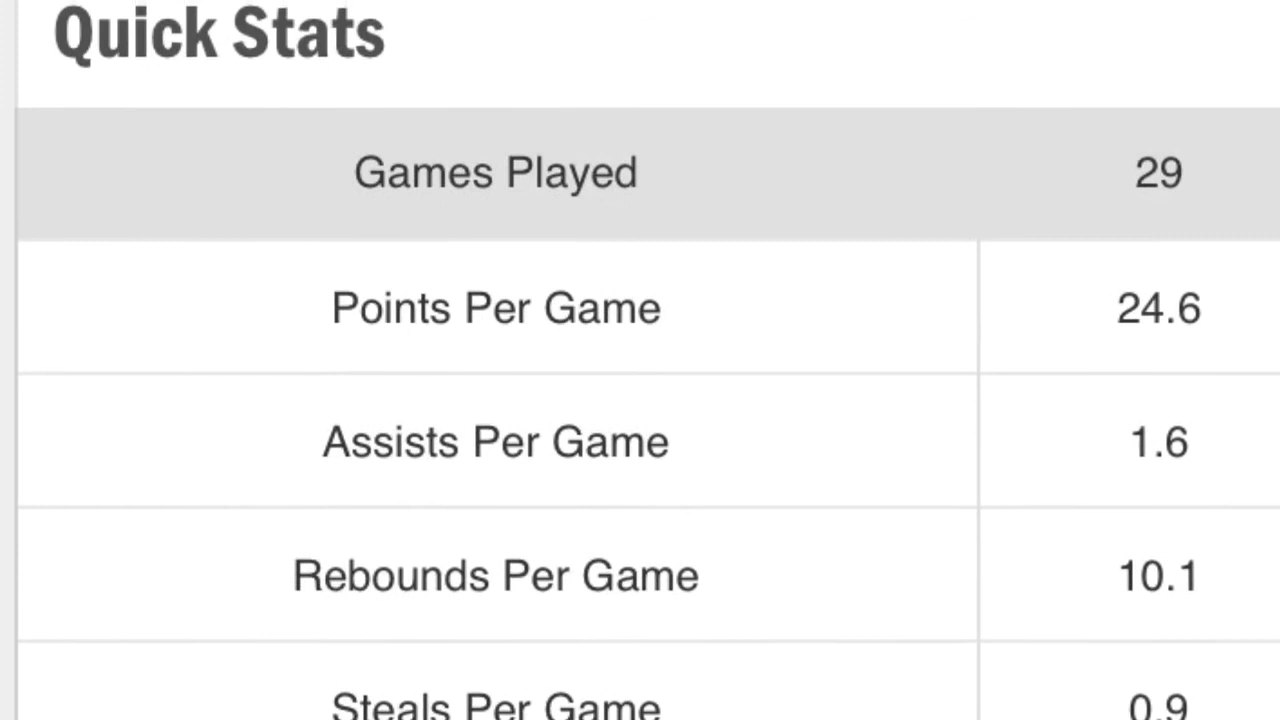 Quick Stats
Games Played 29
Points Per Game 24.6
Assists Per Game 1.6
Rebounds Per Game 10.1
Steals Per Game 0.9